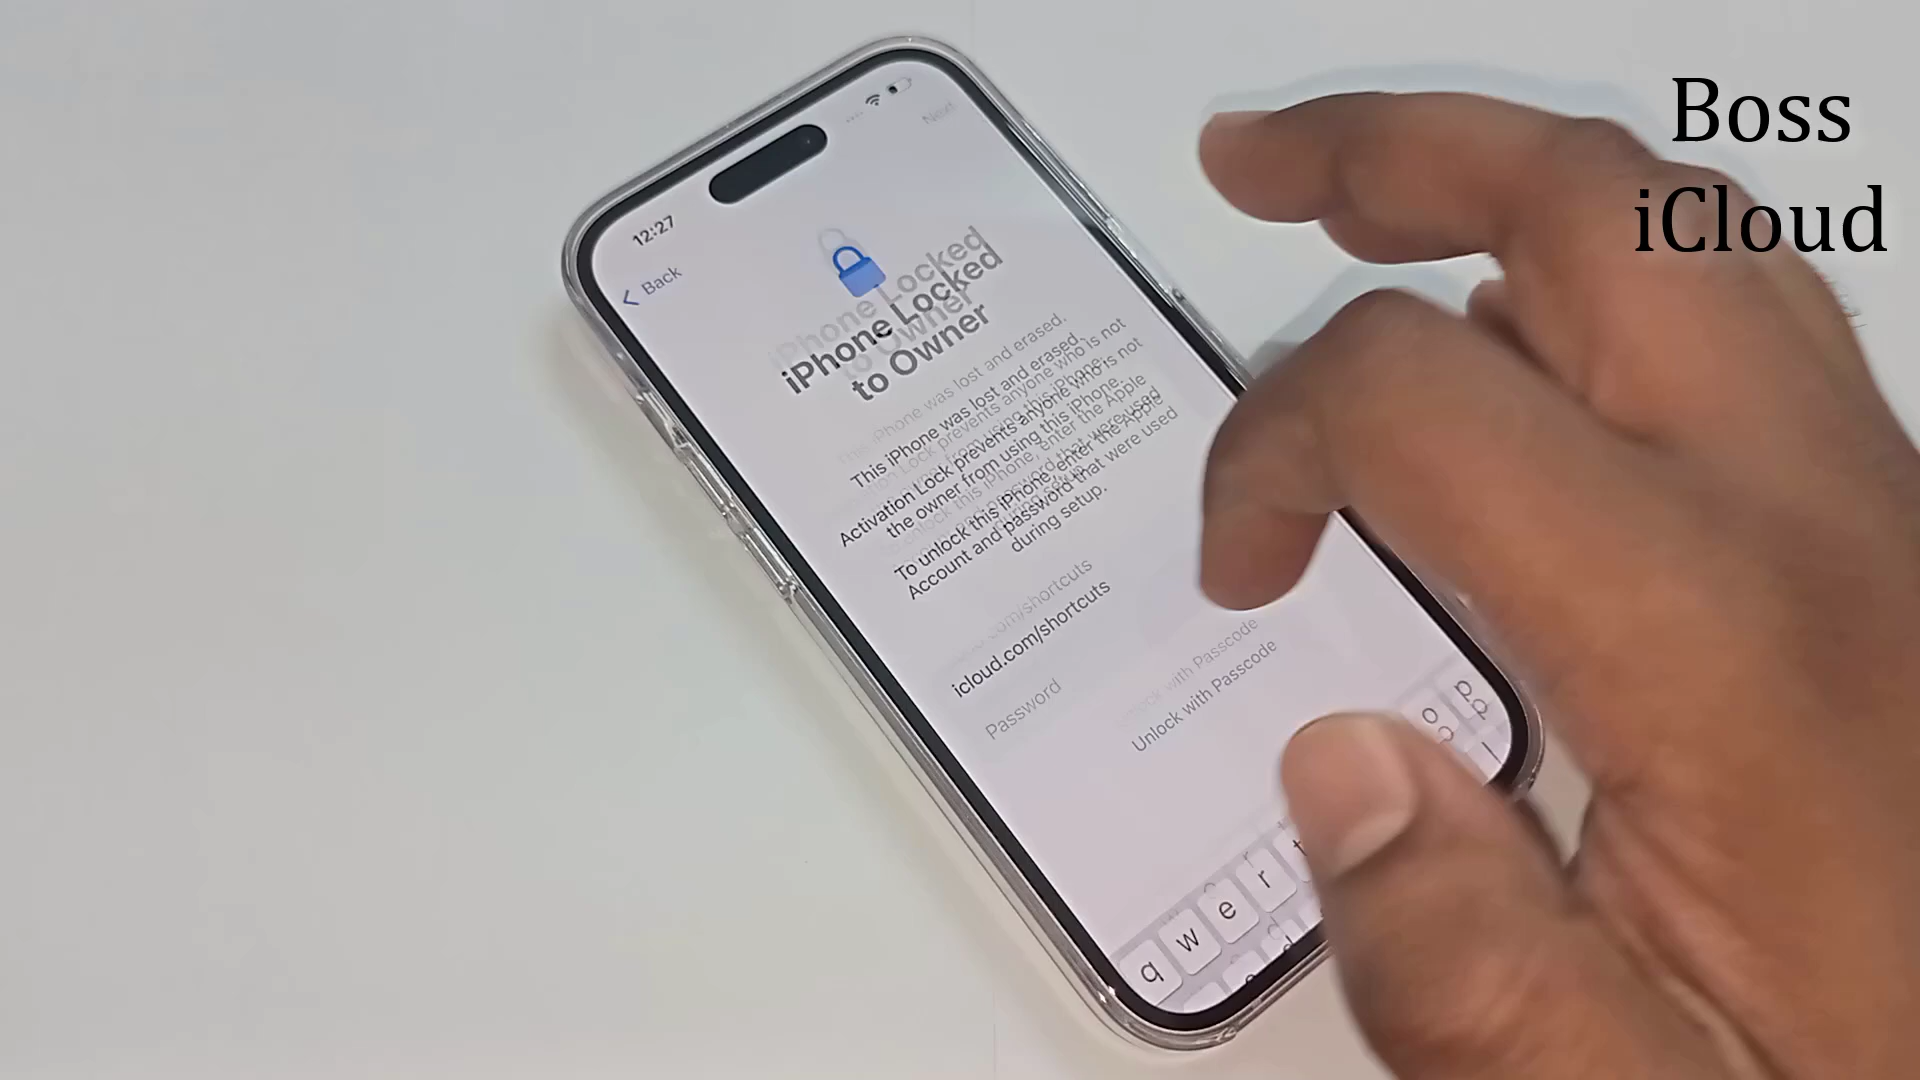 Boss
iCloud
Next
12:27
Back
iPhone Locked
to Owner
This iPhone was lost and erased.
Activation Lock prevents anyone who is not
the owner from using this iPhone.
To unlock this iPhone, enter the Apple
Account and password that were used
during setup.
icloud.com/shortcuts
Password
Unlock with Passcode
q w e r t o p
l